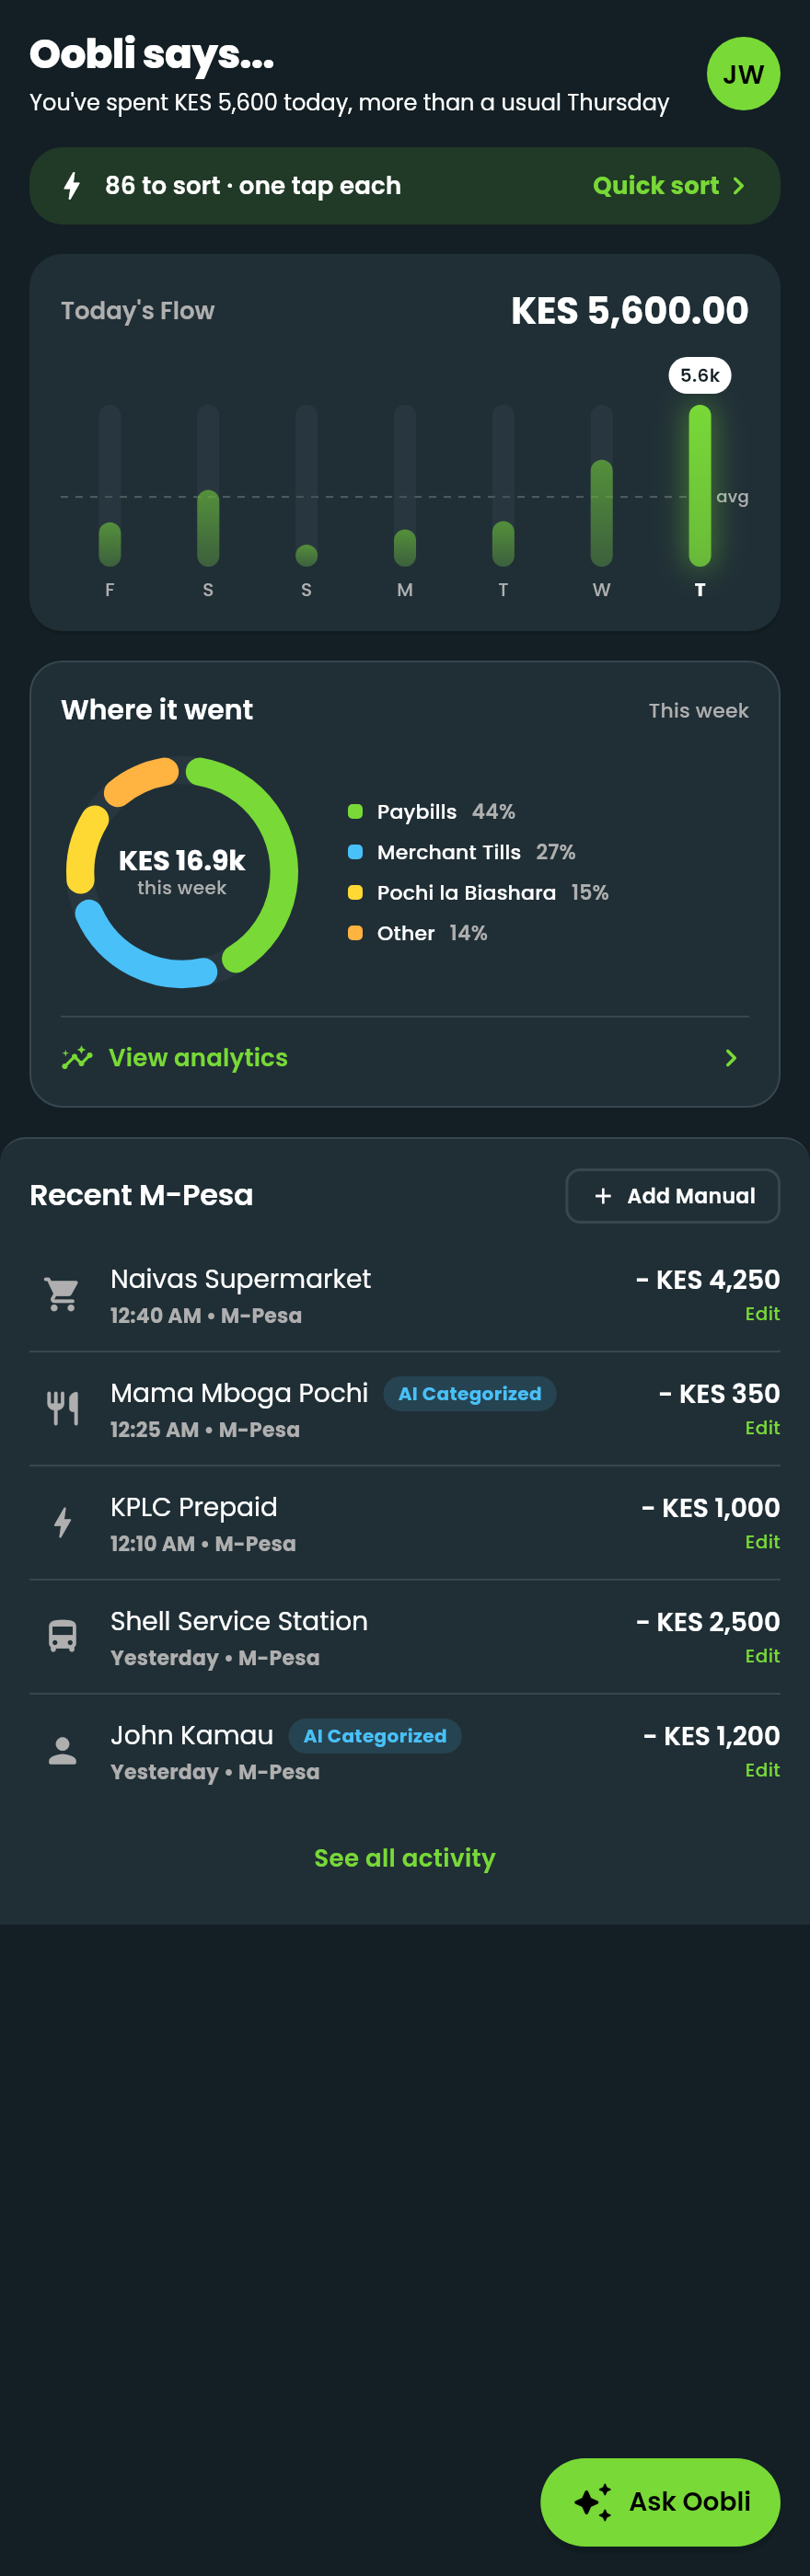 Oobli says...
You've spent KES 5,600 today, more than a usual Thursday
JW
86 to sort · one tap each
Quick sort
Today's Flow
KES 5,600.00
5.6k
avg
F S S M T W T
Where it went
This week
KES 16.9k
this week
Paybills 44%
Merchant Tills 27%
Pochi la Biashara 15%
Other 14%
View analytics
Recent M-Pesa
+ Add Manual
Naivas Supermarket
- KES 4,250
12:40 AM • M-Pesa
Edit
Mama Mboga Pochi AI Categorized
- KES 350
12:25 AM • M-Pesa
Edit
KPLC Prepaid
- KES 1,000
12:10 AM • M-Pesa
Edit
Shell Service Station
- KES 2,500
Yesterday • M-Pesa
Edit
John Kamau AI Categorized
- KES 1,200
Yesterday • M-Pesa
Edit
See all activity
Ask Oobli